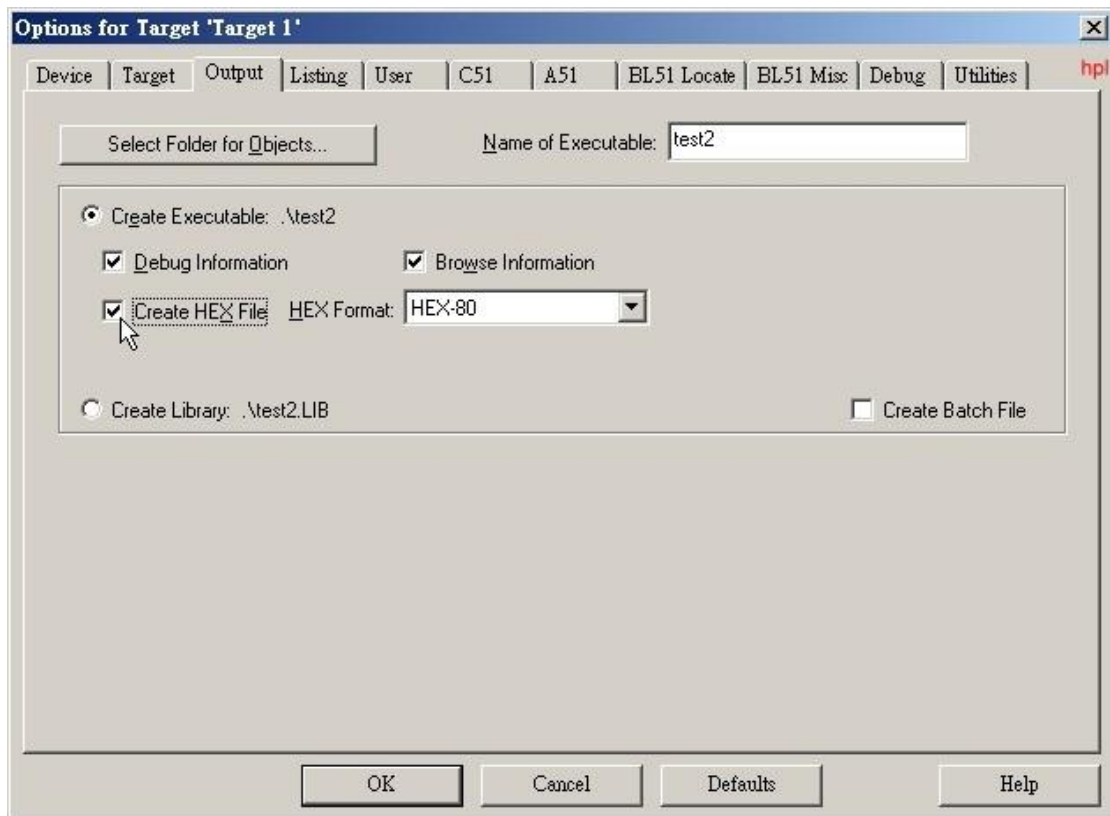 Options for Target 'Target 1'
Device Target Output Listing User C51 A51 BL51 Locate BL51 Misc Debug Utilities hpl
Select Folder for Objects... Name of Executable: test2
Create Executable: .\test2
Debug Information Browse Information
Create HEX File HEX Format: HEX-80
Create Library: .\test2.LIB Create Batch File
OK Cancel Defaults Help